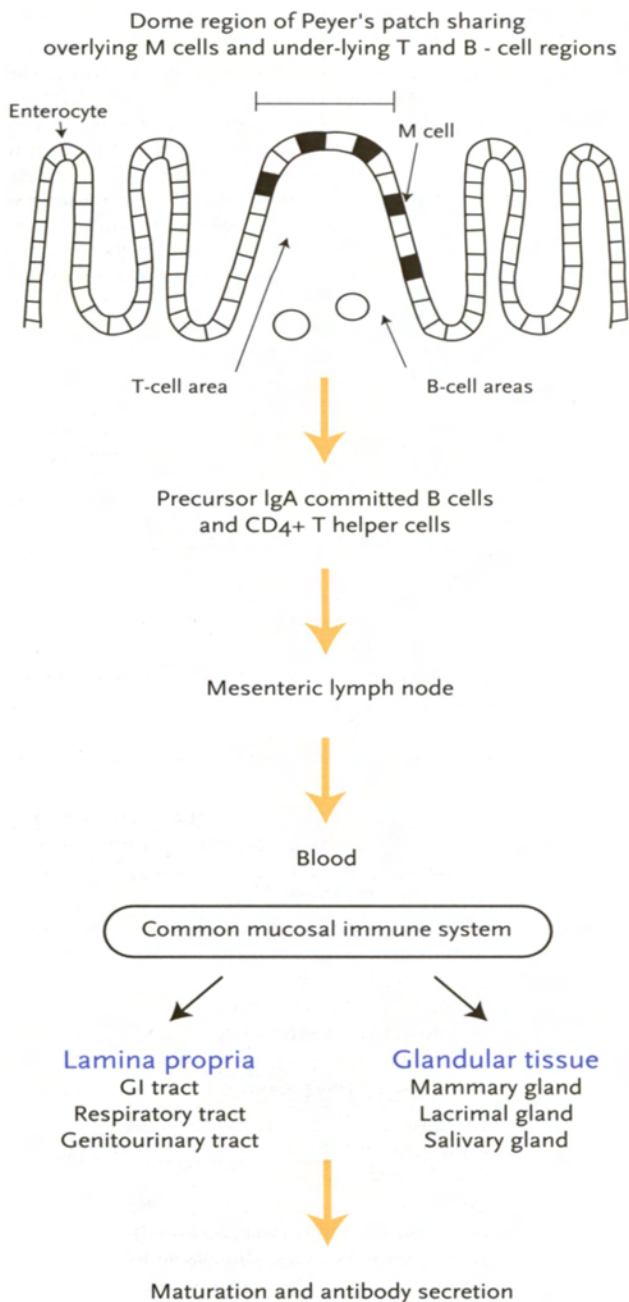 Dome region of Peyer's patch sharing
overlying M cells and under-lying T and B - cell regions
Enterocyte
M cell
T-cell area
B-cell areas
Precursor IgA committed B cells
and CD4+ T helper cells
Mesenteric lymph node
Blood
Common mucosal immune system
Lamina propria
GI tract
Respiratory tract
Genitourinary tract
Glandular tissue
Mammary gland
Lacrimal gland
Salivary gland
Maturation and antibody secretion